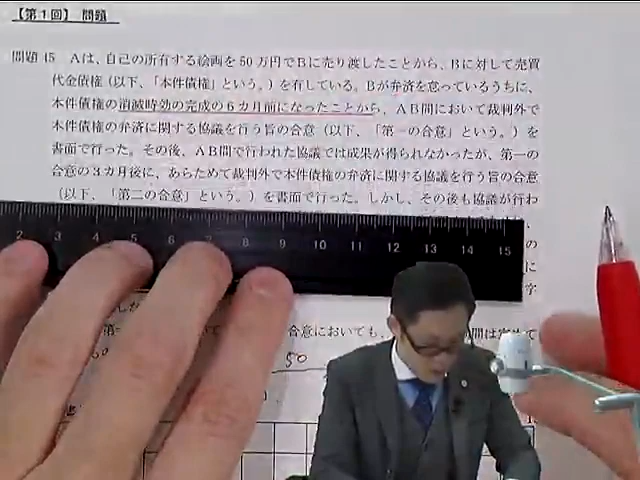 【第1回】 問題
問題 45 Aは、自己の所有する絵画を 50 万円でBに売り渡したことから、Bに対して売買
代金債権（以下、「本件債権」という。）を有している。Bが弁済を怠っているうちに、
本件債権の消滅時効の完成の6カ月前になったことから、AB間において裁判外で
本件債権の弁済に関する協議を行う旨の合意（以下、「第一の合意」という。）を
書面で行った。その後、AB間で行われた協議では成果が得られなかったが、第一の
合意の3カ月後に、あらためて裁判外で本件債権の弁済に関する協議を行う旨の合意
（以下、「第二の合意」という。）を書面で行った。しかし、その後も協議が行わ
2 3 4 5 6 7 8 9 10 11 12 13 14 15
の
に
字
第一
合意においても、
間は定めて
50